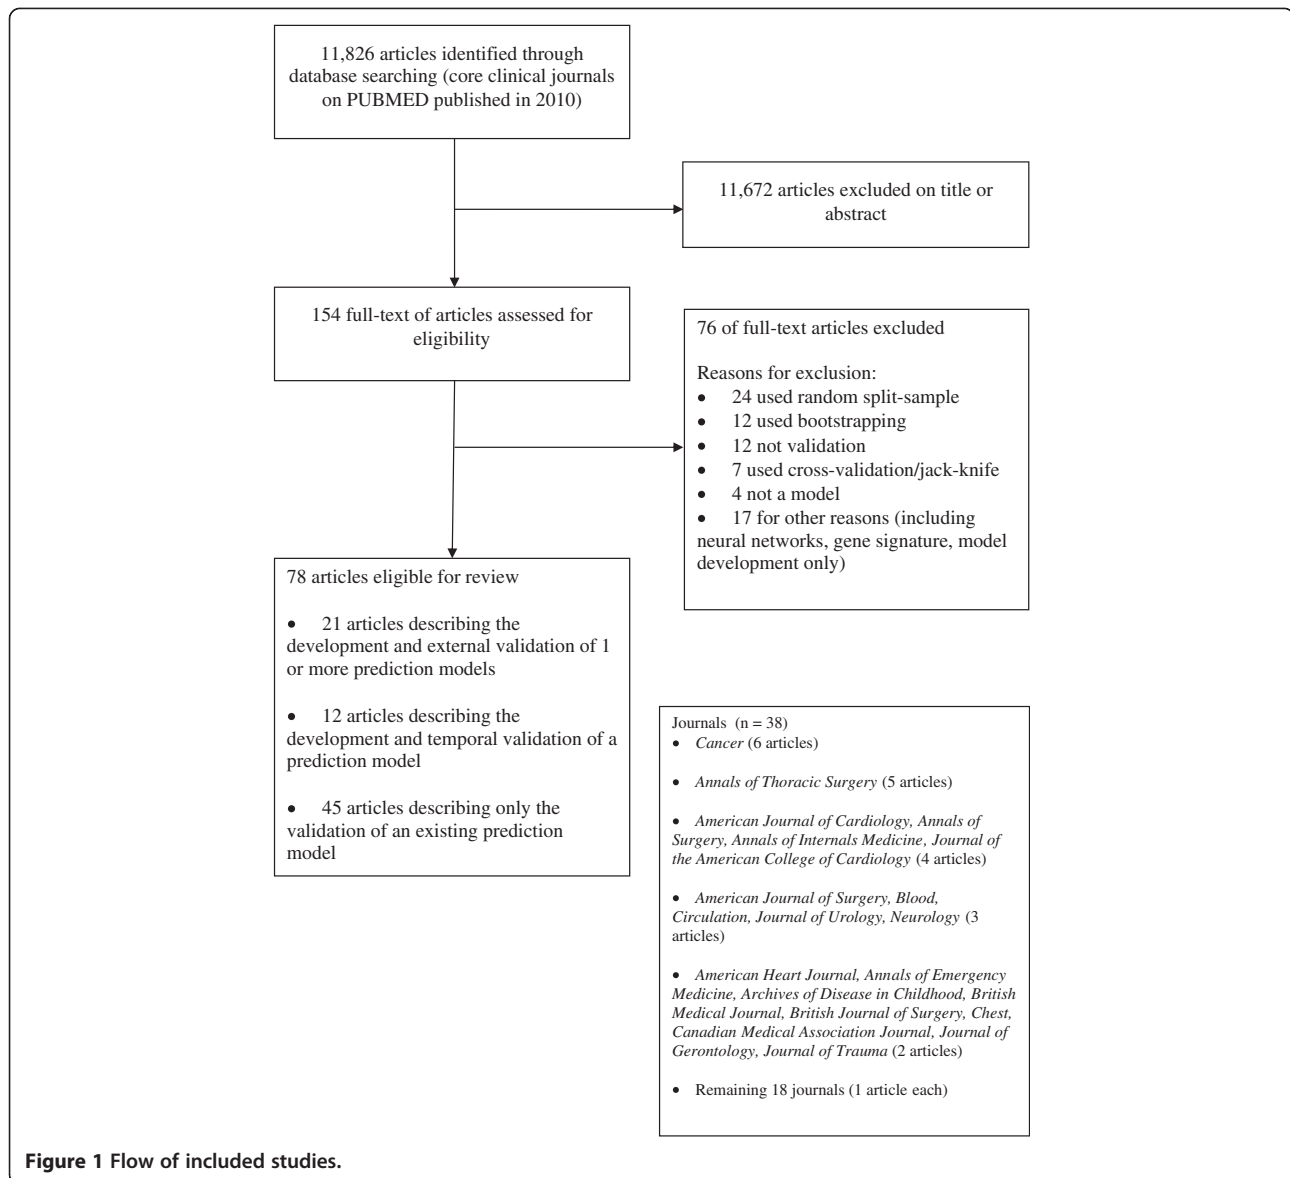 11,826 articles identified through
database searching (core clinical journals
on PUBMED published in 2010)
11,672 articles excluded on title or
abstract
154 full-text of articles assessed for
eligibility
76 of full-text articles excluded
Reasons for exclusion:
• 24 used random split-sample
• 12 used bootstrapping
• 12 not validation
• 7 used cross-validation/jack-knife
• 4 not a model
• 17 for other reasons (including
neural networks, gene signature, model
development only)
78 articles eligible for review
• 21 articles describing the
development and external validation of 1
or more prediction models
• 12 articles describing the
development and temporal validation of a
prediction model
• 45 articles describing only the
validation of an existing prediction
model
Journals (n = 38)
• Cancer (6 articles)
• Annals of Thoracic Surgery (5 articles)
• American Journal of Cardiology, Annals of
Surgery, Annals of Internals Medicine, Journal of
the American College of Cardiology (4 articles)
• American Journal of Surgery, Blood,
Circulation, Journal of Urology, Neurology (3
articles)
• American Heart Journal, Annals of Emergency
Medicine, Archives of Disease in Childhood, British
Medical Journal, British Journal of Surgery, Chest,
Canadian Medical Association Journal, Journal of
Gerontology, Journal of Trauma (2 articles)
• Remaining 18 journals (1 article each)
Figure 1 Flow of included studies.